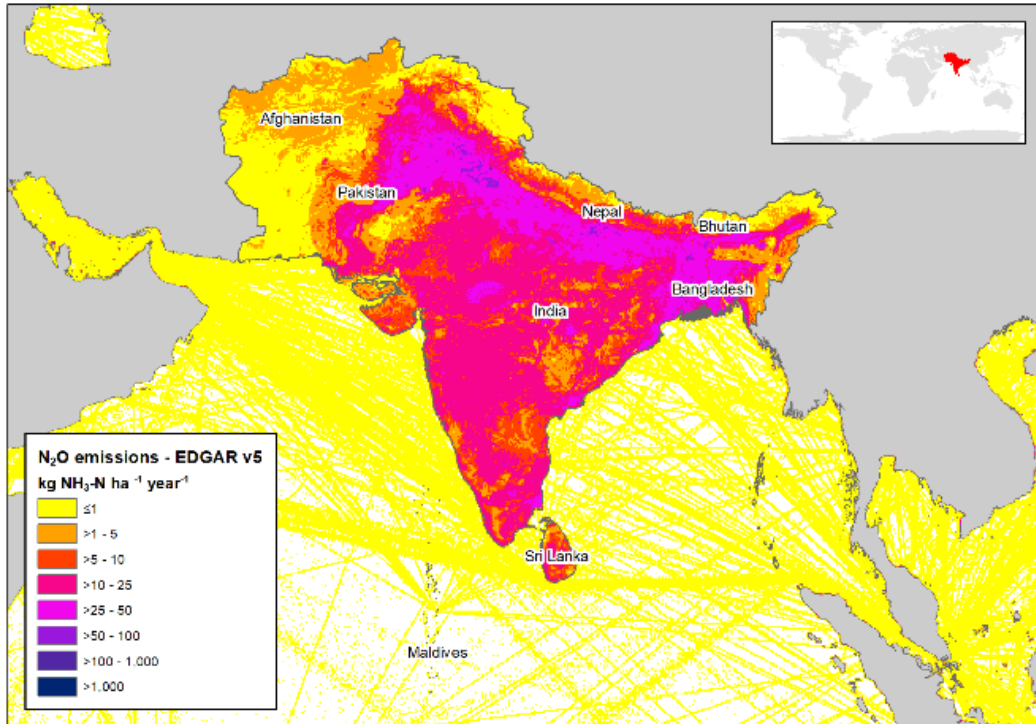 Afghanistan
Pakistan
Nepal
Bhutan
Bangladesh
India
Sri Lanka
Maldives
N₂O emissions - EDGAR v5
kg NH₃-N ha ⁻¹ year⁻¹
≤1
>1 - 5
>5 - 10
>10 - 25
>25 - 50
>50 - 100
>100 - 1.000
>1.000